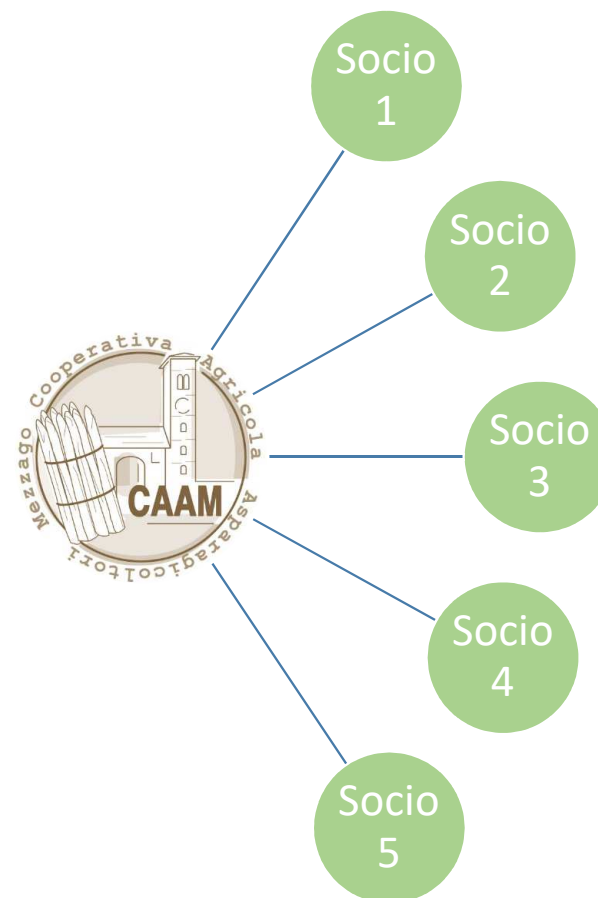 Socio
1
Socio
2
Cooperativa Agricola Asparagicoltori Mezzago
CAAM
Socio
3
Socio
4
Socio
5